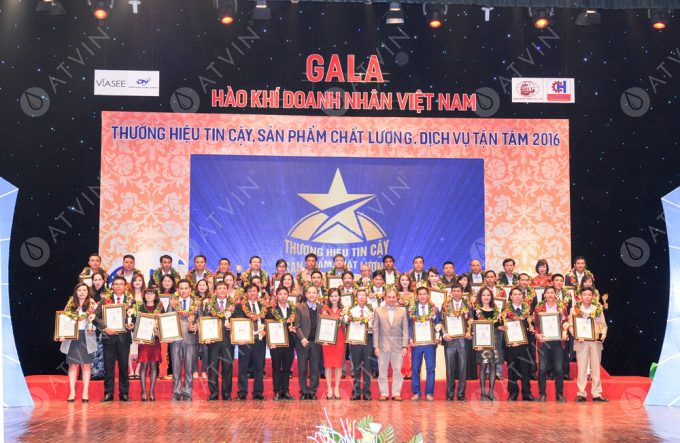 GALA
HÀO KHÍ DOANH NHÂN VIỆT NAM
VIASEE
THƯƠNG HIỆU TIN CẬY, SẢN PHẨM CHẤT LƯỢNG, DỊCH VỤ TẬN TÂM 2016
THƯƠNG HIỆU TIN CẬY
ATVIN